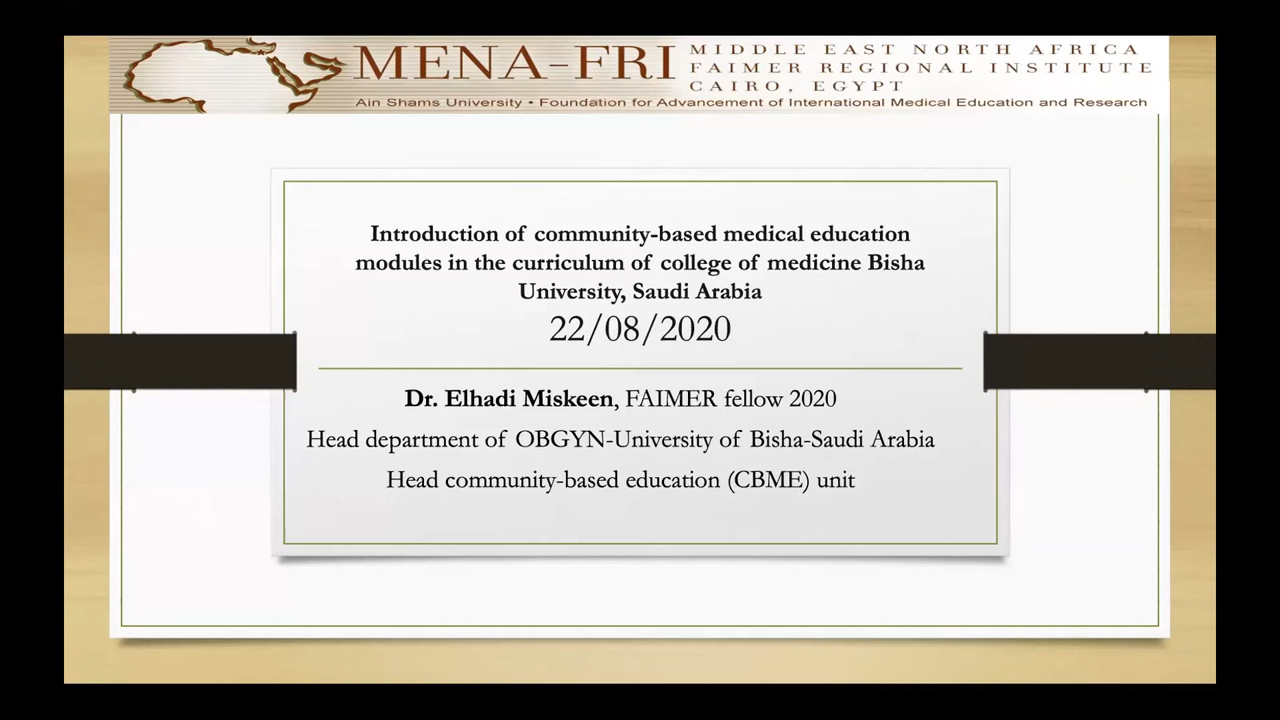 MENA-FRI
MIDDLE EAST NORTH AFRICA
FAIMER REGIONAL INSTITUTE
CAIRO, EGYPT
Ain Shams University • Foundation for Advancement of International Medical Education and Research
Introduction of community-based medical education
modules in the curriculum of college of medicine Bisha
University, Saudi Arabia
22/08/2020
Dr. Elhadi Miskeen, FAIMER fellow 2020
Head department of OBGYN-University of Bisha-Saudi Arabia
Head community-based education (CBME) unit